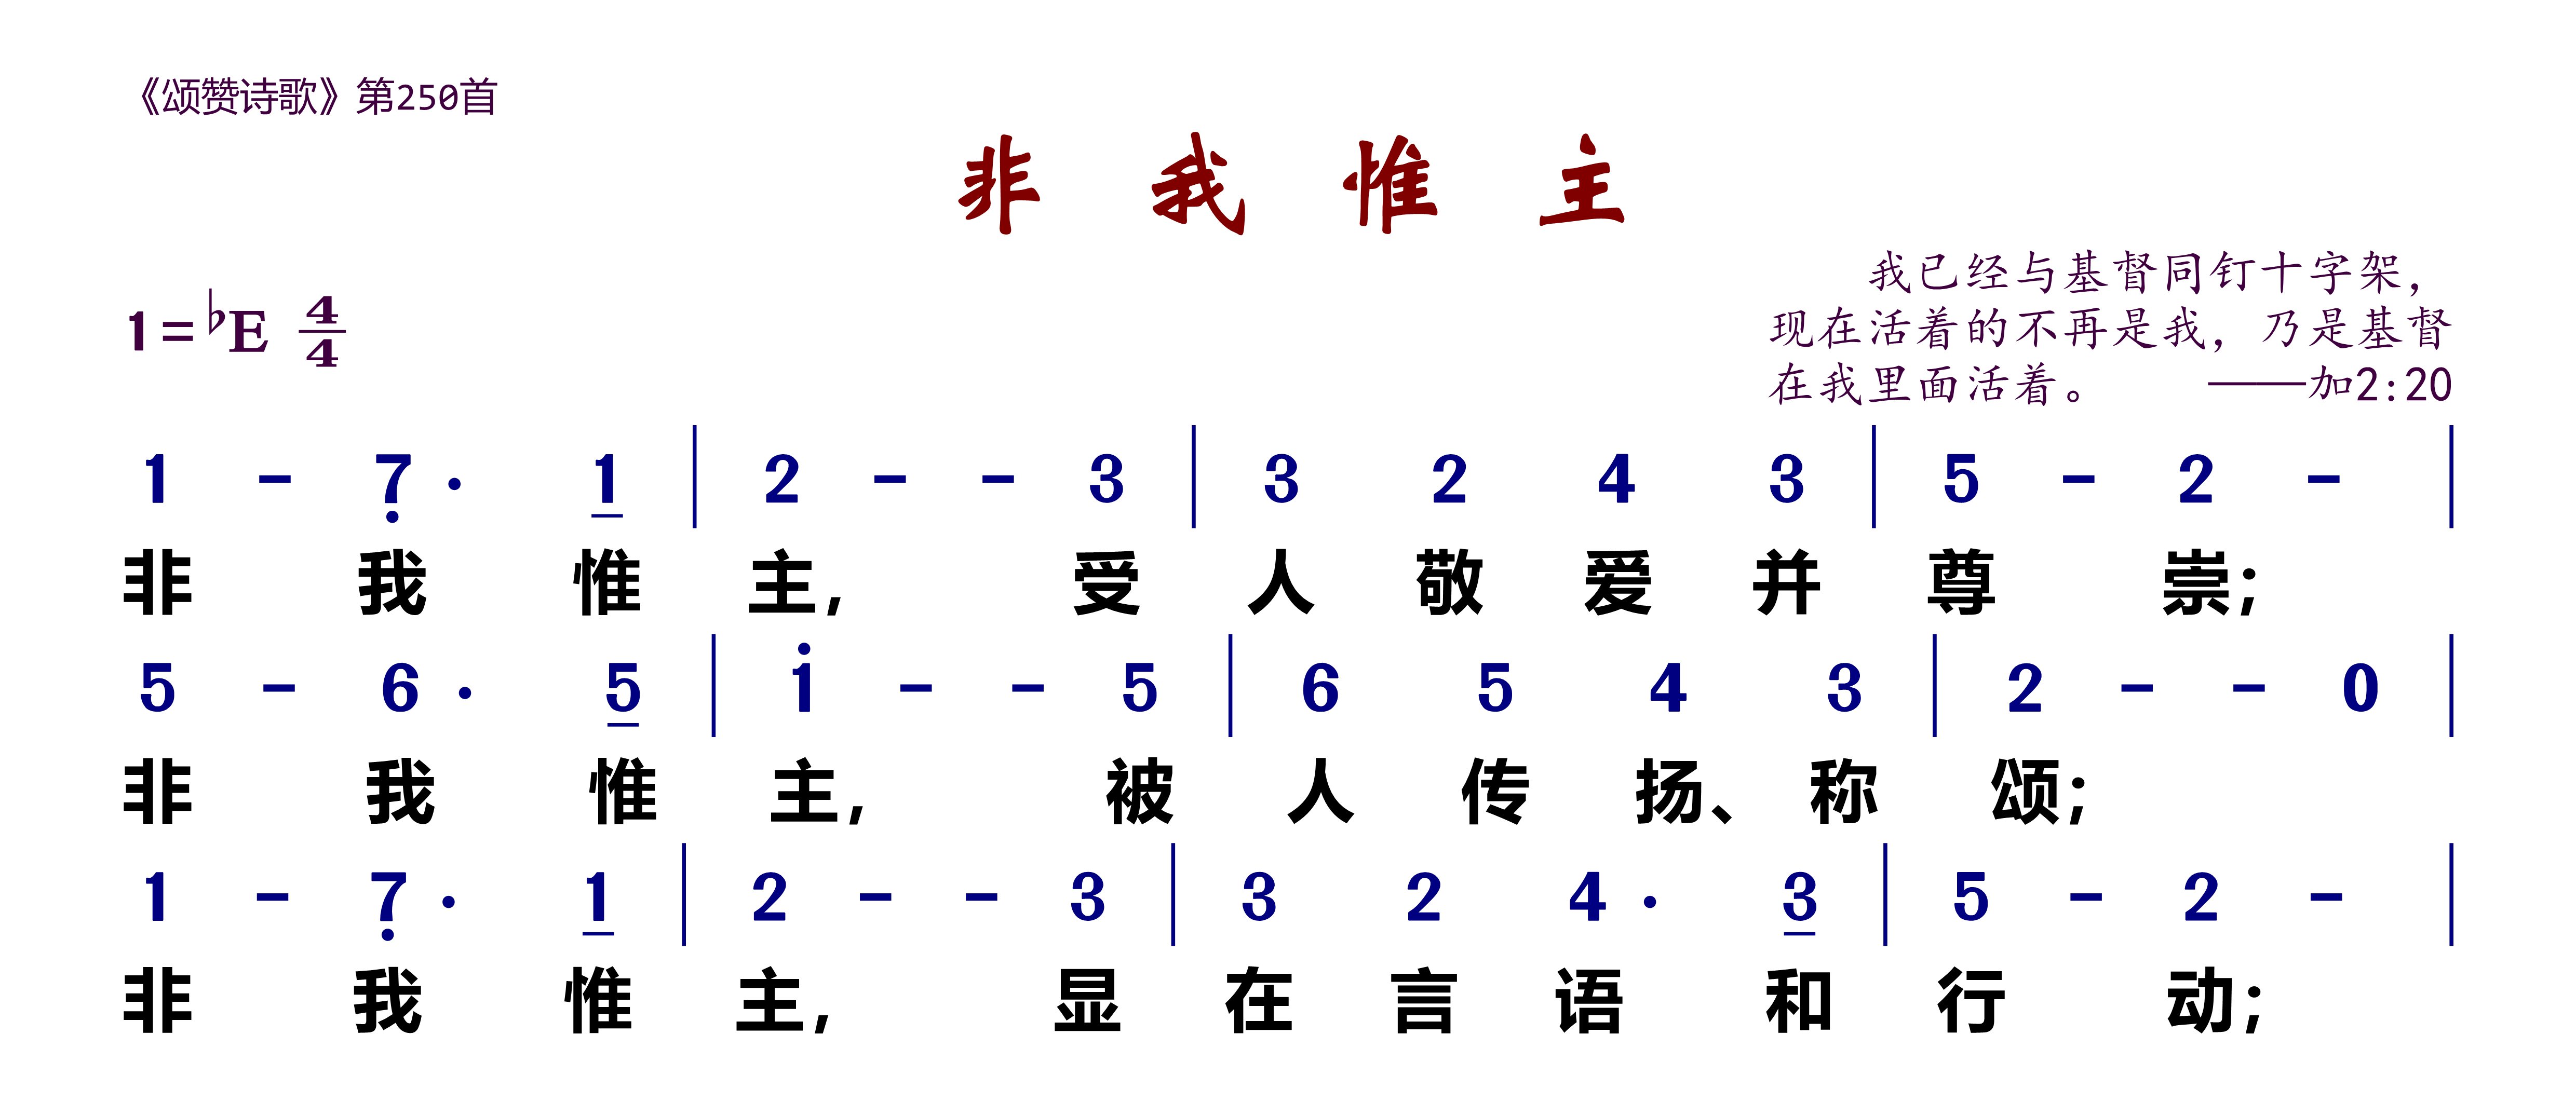 《颂赞诗歌》第250首
非 我 惟 主
我已经与基督同钉十字架，
现在活着的不再是我，乃是基督
在我里面活着。 ——加2:20
1=♭E 4/4
1 - 7̣ · 1̲ | 2 - - 3 | 3 2 4 3 | 5 - 2 - |
非 我 惟 主， 受 人 敬 爱 并 尊 崇；
5 - 6 · 5̲ | 1̇ - - 5 | 6 5 4 3 | 2 - - 0 |
非 我 惟 主， 被 人 传 扬、 称 颂；
1 - 7̣ · 1̲ | 2 - - 3 | 3 2 4 · 3̲ | 5 - 2 - |
非 我 惟 主， 显 在 言 语 和 行 动；